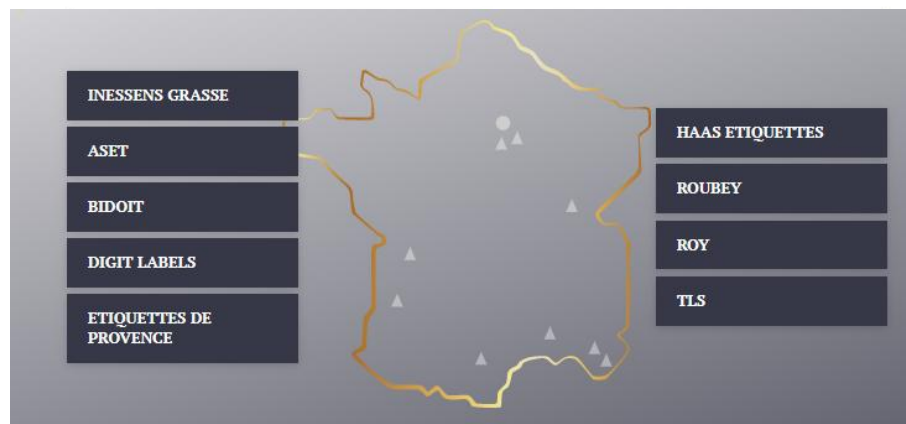 INESSENS GRASSE
ASET
BIDOIT
DIGIT LABELS
ETIQUETTES DE
PROVENCE
HAAS ETIQUETTES
ROUBEY
ROY
TLS